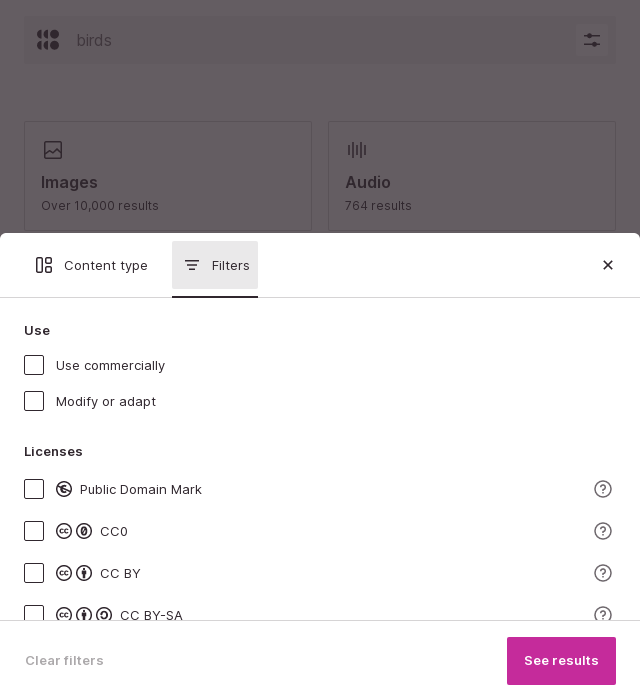 birds
Images
Over 10,000 results
Audio
764 results
Content type
Filters
Use
Use commercially
Modify or adapt
Licenses
Public Domain Mark
CC0
CC BY
CC BY-SA
Clear filters
See results